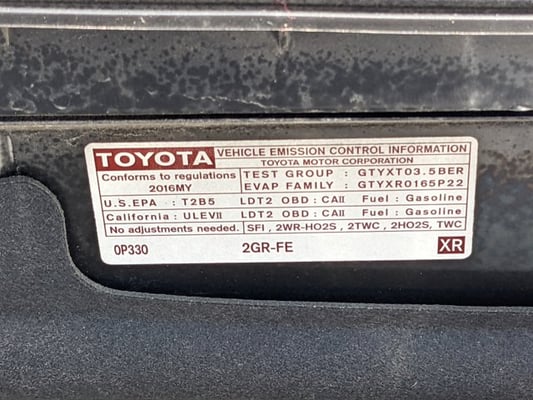 TOYOTA VEHICLE EMISSION CONTROL INFORMATION
TOYOTA MOTOR CORPORATION
Conforms to regulations
2016MY
TEST GROUP : GTYXT03.5BER
EVAP FAMILY : GTYXR0165P22
U.S.EPA : T2B5 LDT2 OBD : CAII Fuel : Gasoline
California : ULEVII LDT2 OBD : CAII Fuel : Gasoline
No adjustments needed. SFI , 2WR-HO2S , 2TWC , 2HO2S, TWC
0P330 2GR-FE XR